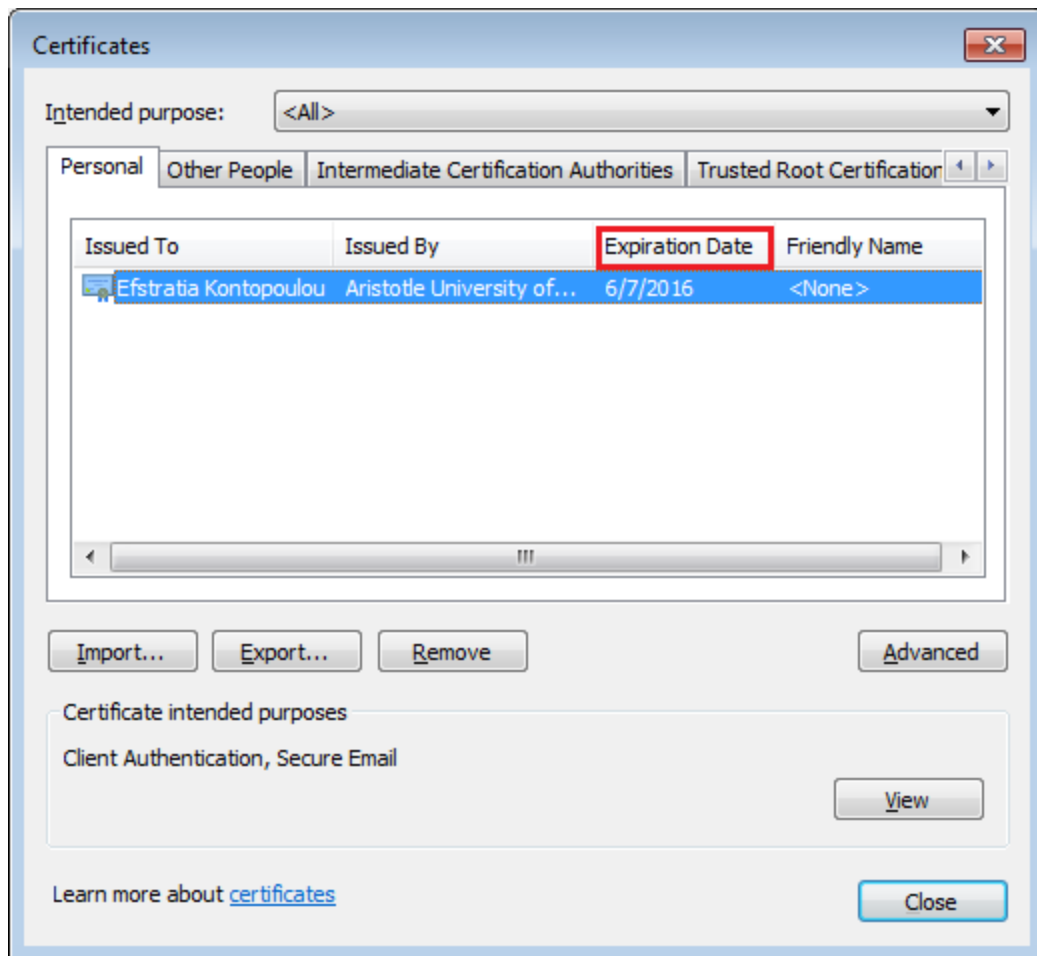 Certificates
Intended purpose: <All>
Personal Other People Intermediate Certification Authorities Trusted Root Certification
Issued To Issued By Expiration Date Friendly Name
Efstratia Kontopoulou Aristotle University of... 6/7/2016 <None>
Import... Export... Remove Advanced
Certificate intended purposes
Client Authentication, Secure Email
View
Learn more about certificates
Close